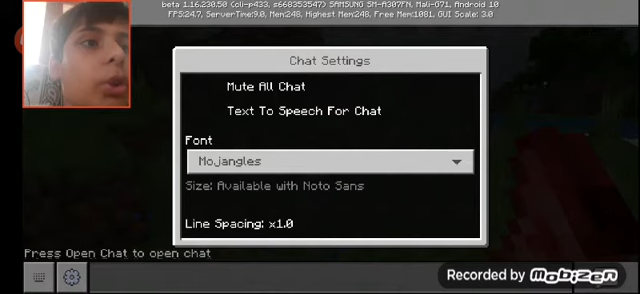 beta 1.16.230.50 (cli-p433, s668353547) SAMSUNG SM-A307FN, Mali-G71, Android 10
FPS:24.7, ServerTime:9.0, Mem:248, Highest Mem:248, Free Mem:1081, GUI Scale: 3.0
Chat Settings
Mute All Chat
Text To Speech For Chat
Font
Mojangles
Size: Available with Noto Sans
Line Spacing: x1.0
Press Open Chat to open chat
Recorded by Mobizen